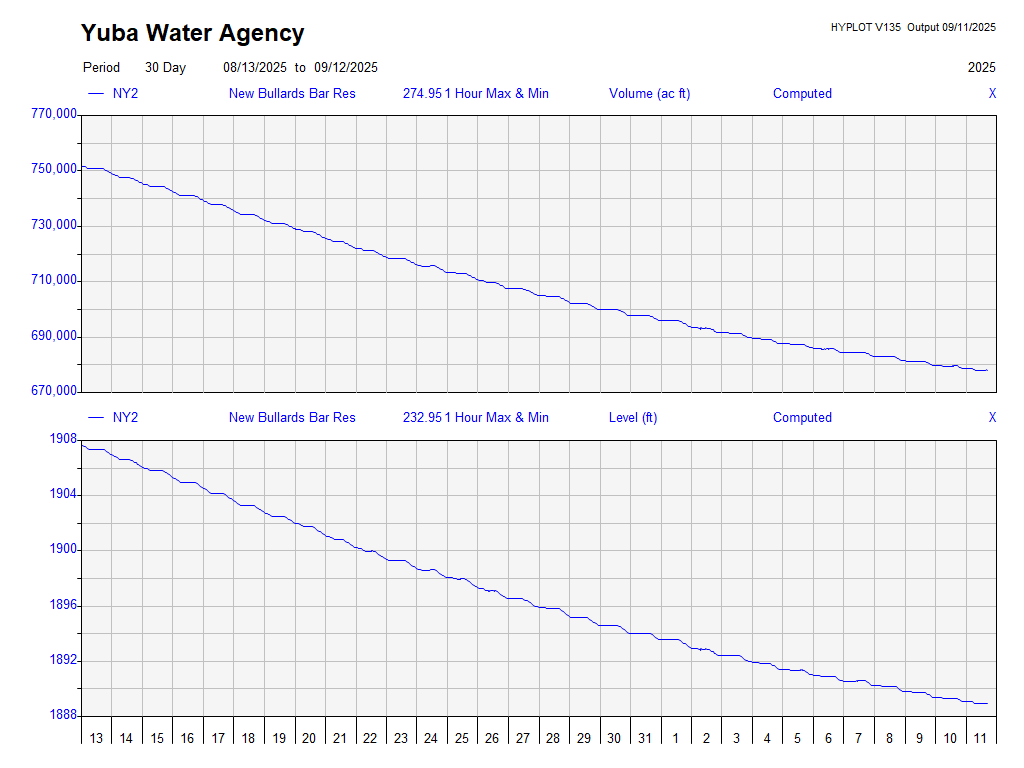 Yuba Water Agency
HYPLOT V135 Output 09/11/2025
Period 30 Day 08/13/2025 to 09/12/2025 2025
NY2 New Bullards Bar Res 274.95 1 Hour Max & Min Volume (ac ft) Computed X
770,000
750,000
730,000
710,000
690,000
670,000
NY2 New Bullards Bar Res 232.95 1 Hour Max & Min Level (ft) Computed X
1908
1904
1900
1896
1892
1888
13 14 15 16 17 18 19 20 21 22 23 24 25 26 27 28 29 30 31 1 2 3 4 5 6 7 8 9 10 11